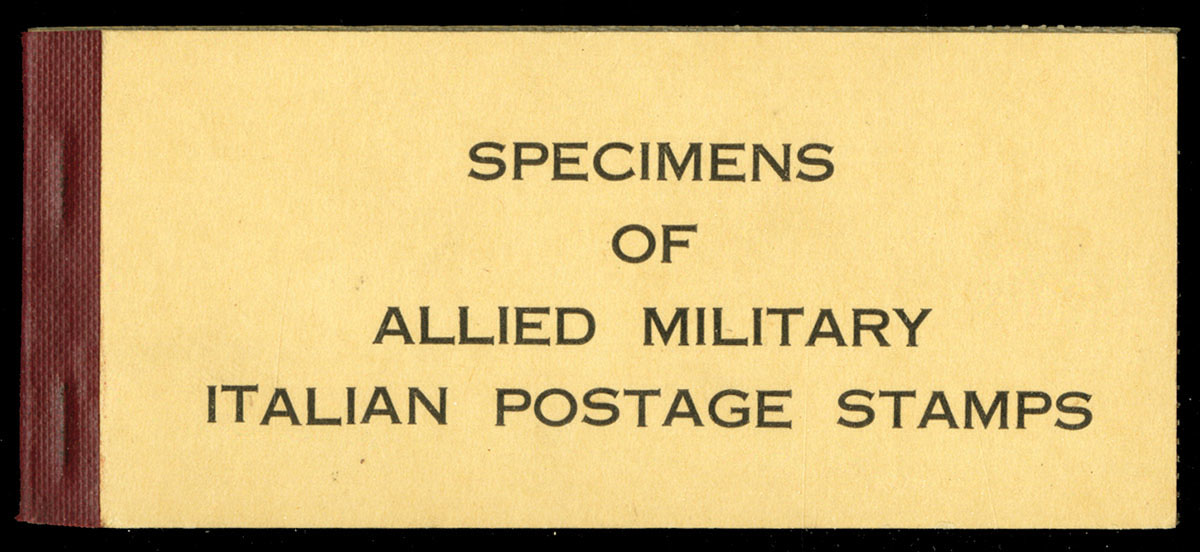 SPECIMENS
OF
ALLIED MILITARY
ITALIAN POSTAGE STAMPS